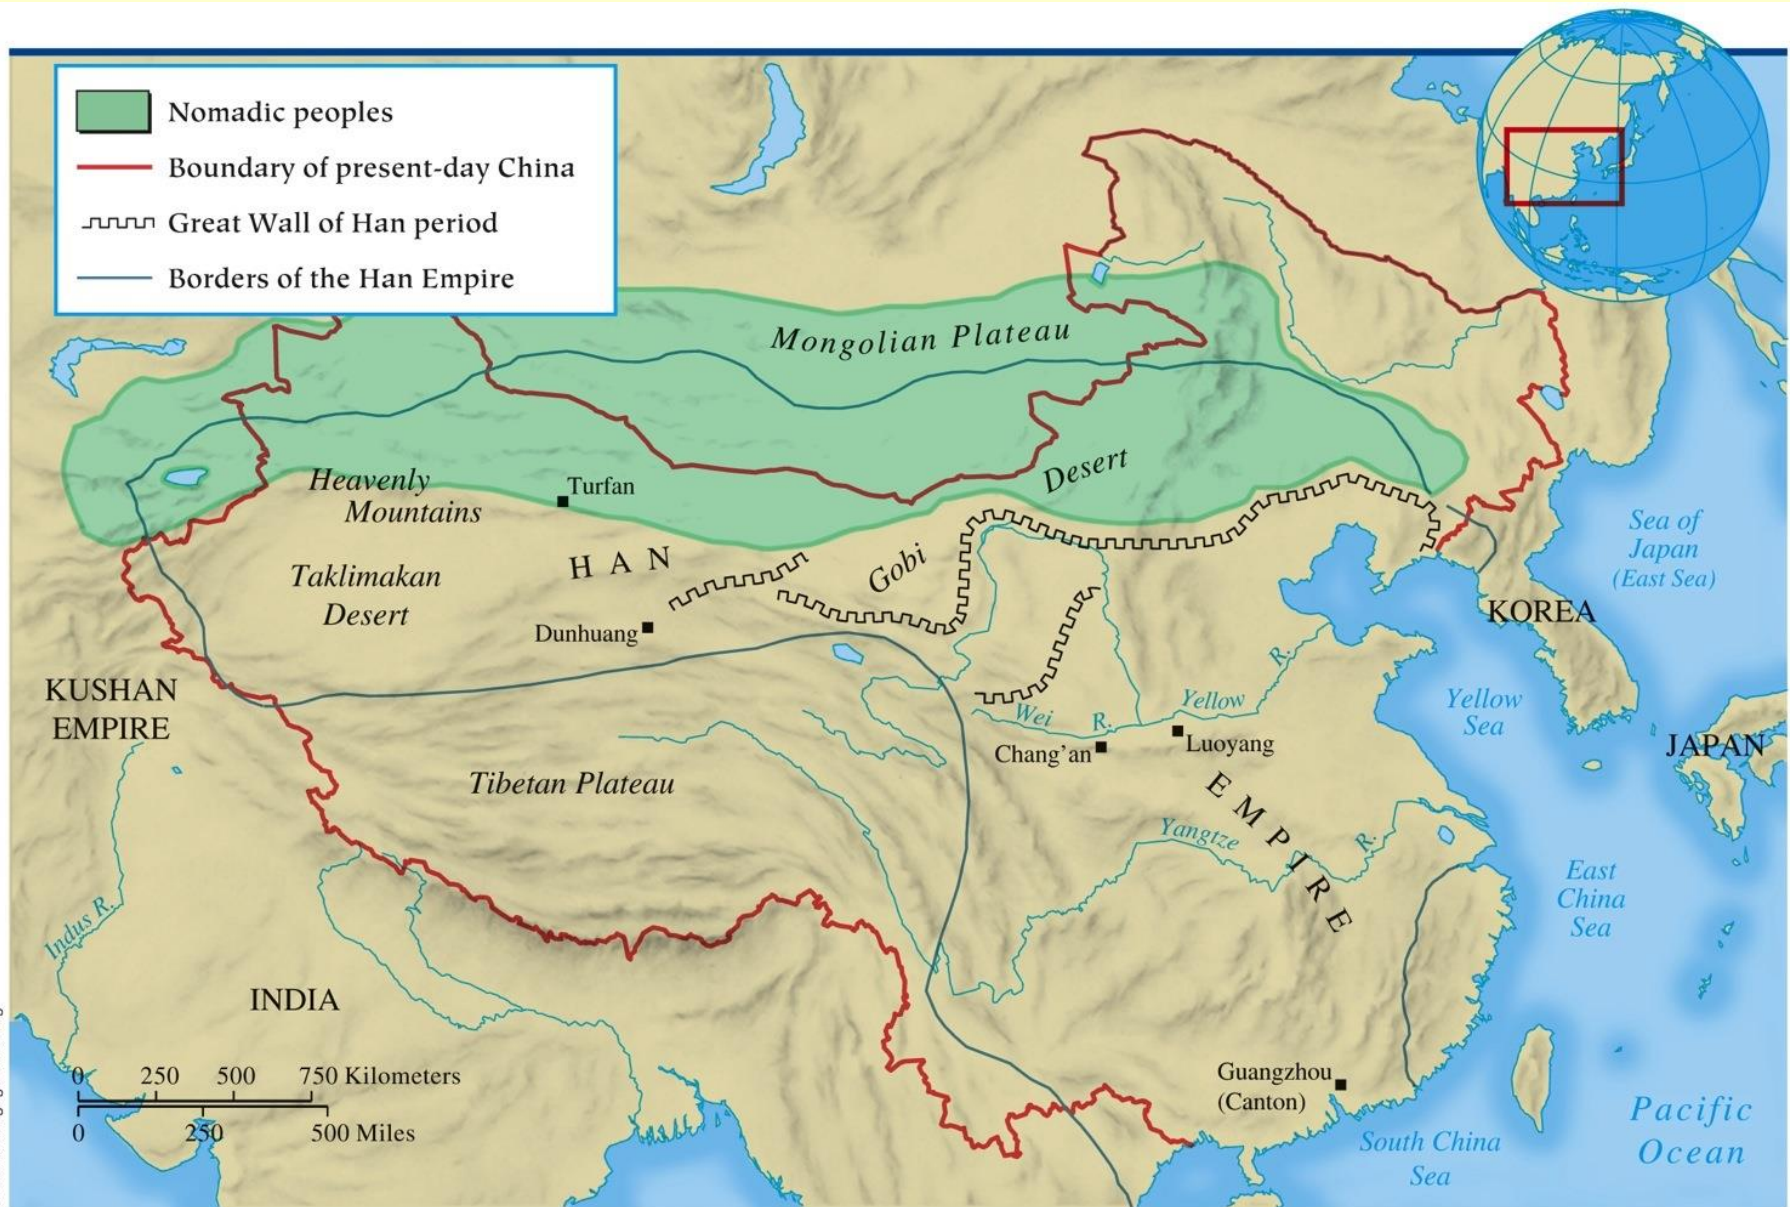 Nomadic peoples
Boundary of present-day China
Great Wall of Han period
Borders of the Han Empire
Mongolian Plateau
Heavenly
Mountains
Turfan
Desert
Gobi
HAN
Taklimakan
Desert
Dunhuang
Sea of
Japan
(East Sea)
KOREA
KUSHAN
EMPIRE
Yellow
Sea
JAPAN
Wei R.
Yellow R.
Chang'an
Luoyang
Tibetan Plateau
EMPIRE
Yangtze R.
East
China
Sea
Indus R.
INDIA
0 250 500 750 Kilometers
0 250 500 Miles
Guangzhou
(Canton)
South China
Sea
Pacific
Ocean